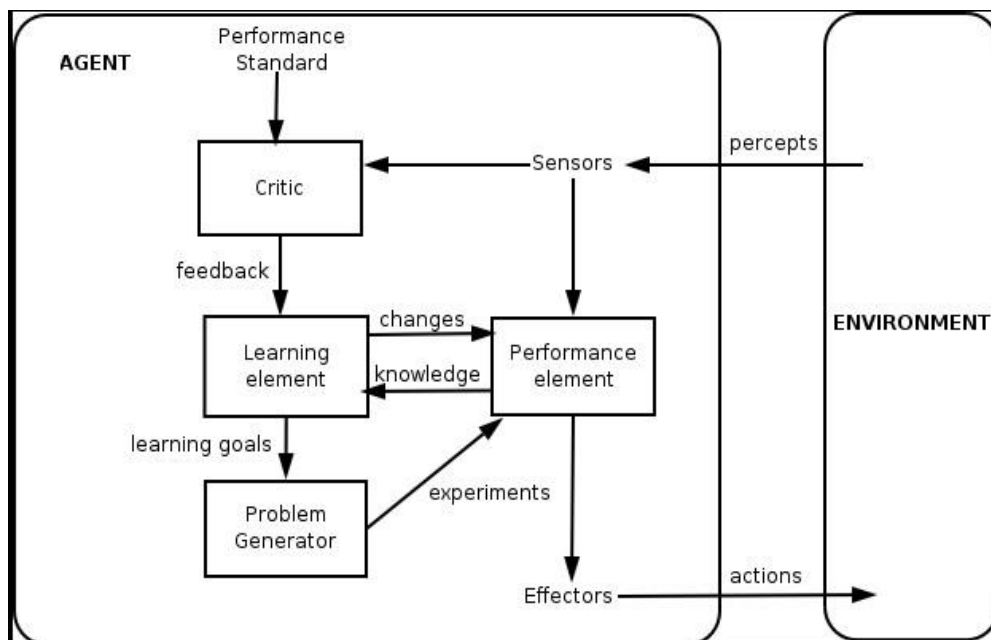 Performance
Standard
AGENT
percepts
Sensors
Critic
feedback
changes
ENVIRONMENT
Learning
element
Performance
element
knowledge
learning goals
experiments
Problem
Generator
actions
Effectors